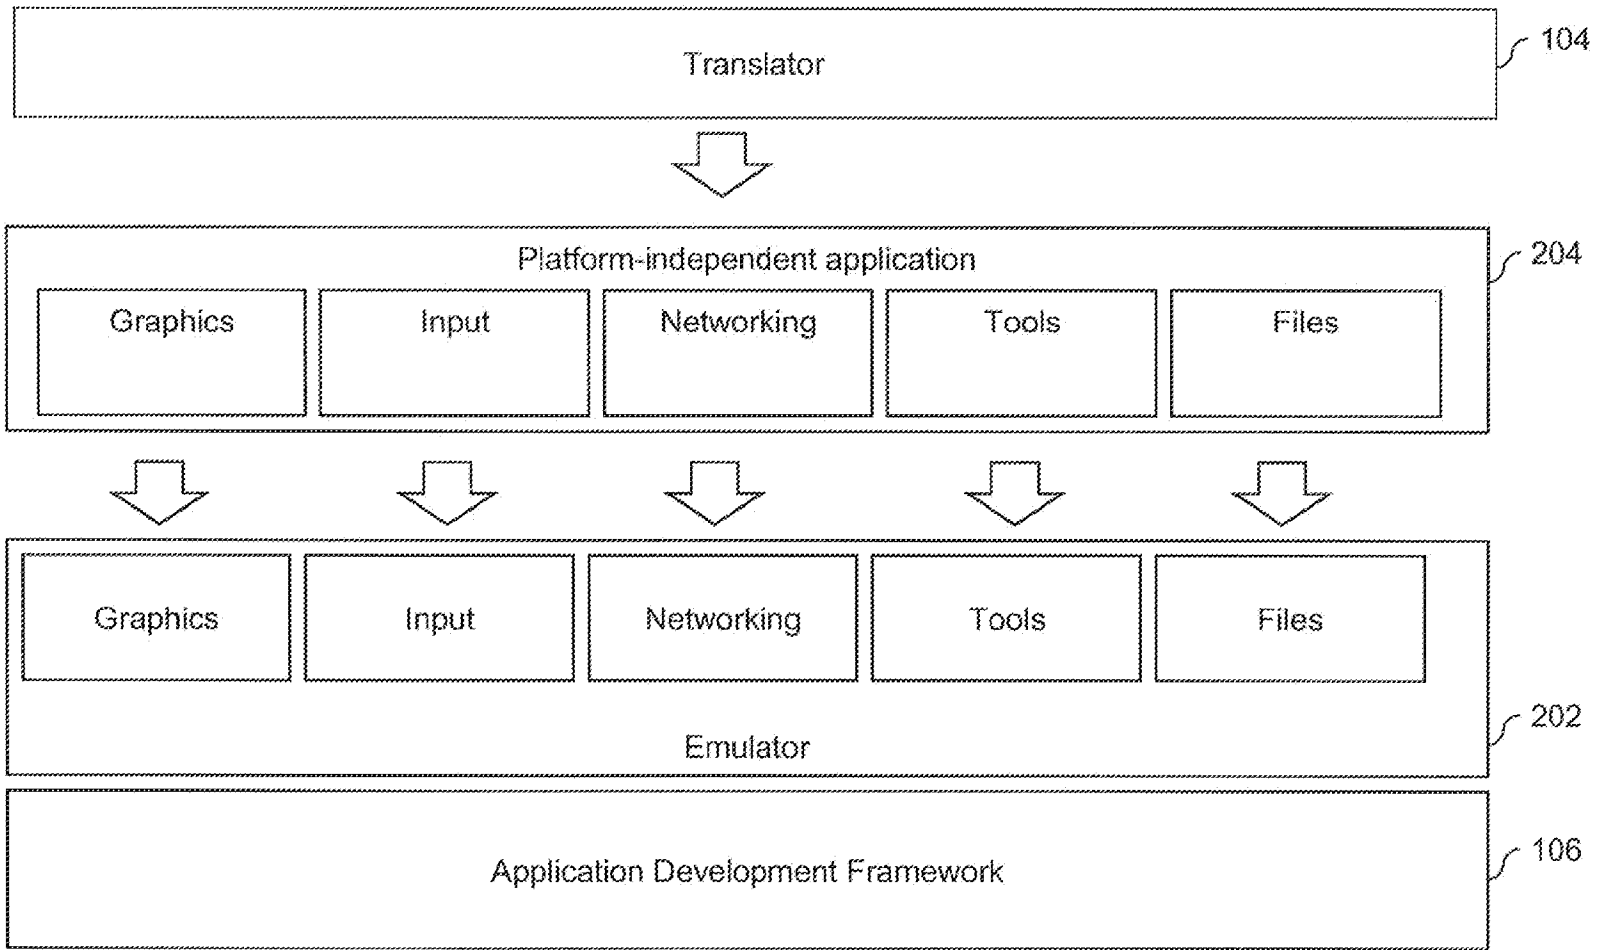 Translator
104
Platform-independent application
204
Graphics
Input
Networking
Tools
Files
Graphics
Input
Networking
Tools
Files
202
Emulator
106
Application Development Framework